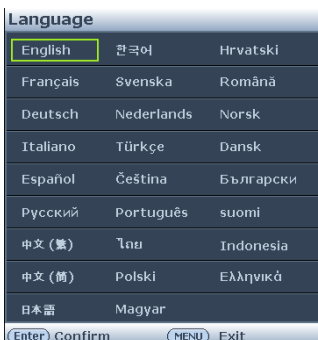 Language
English 한국어 Hrvatski
Français Svenska Română
Deutsch Nederlands Norsk
Italiano Türkçe Dansk
Español Čeština Български
Русский Português suomi
中文 (繁) ไทย Indonesia
中文 (简) Polski Ελληνικά
日本語 Magyar
Enter Confirm MENU Exit